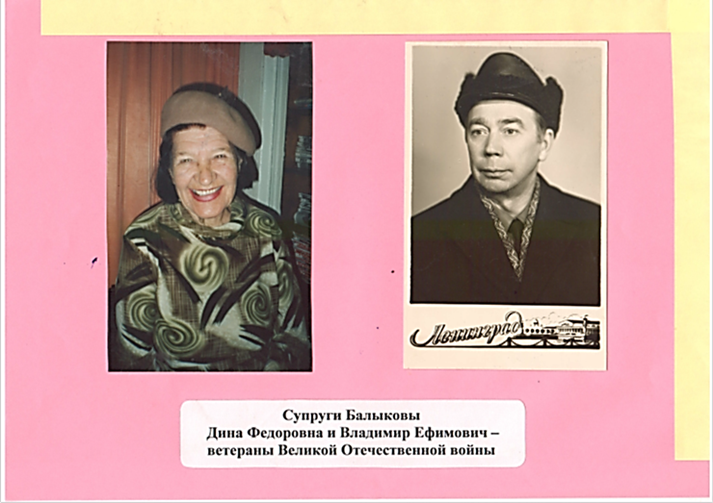 Ленинград
Супруги Балыковы
Дина Федоровна и Владимир Ефимович –
ветераны Великой Отечественной войны